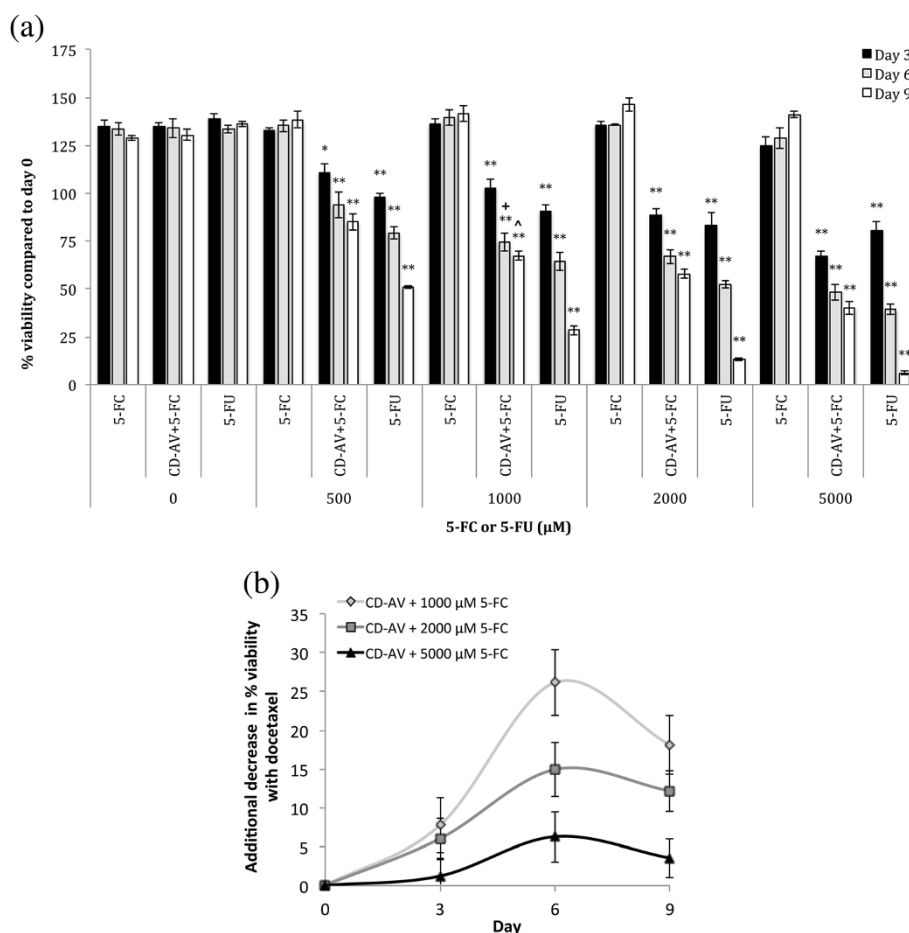 (a)
175
150
125
100
75
50
25
0
% viability compared to day 0
Day 3
Day 6
Day 9
* ** ** ** ** **
** + ** ^ ** ** ** **
** ** ** ** ** **
** ** ** ** ** **
5-FC CD-AV+5-FC 5-FU 5-FC CD-AV+5-FC 5-FU 5-FC CD-AV+5-FC 5-FU 5-FC CD-AV+5-FC 5-FU 5-FC CD-AV+5-FC 5-FU
0 500 1000 2000 5000
5-FC or 5-FU (μM)
(b)
CD-AV + 1000 μM 5-FC
CD-AV + 2000 μM 5-FC
CD-AV + 5000 μM 5-FC
35
30
25
20
15
10
5
0
Additional decrease in % viability
with docetaxel
0 3 6 9
Day